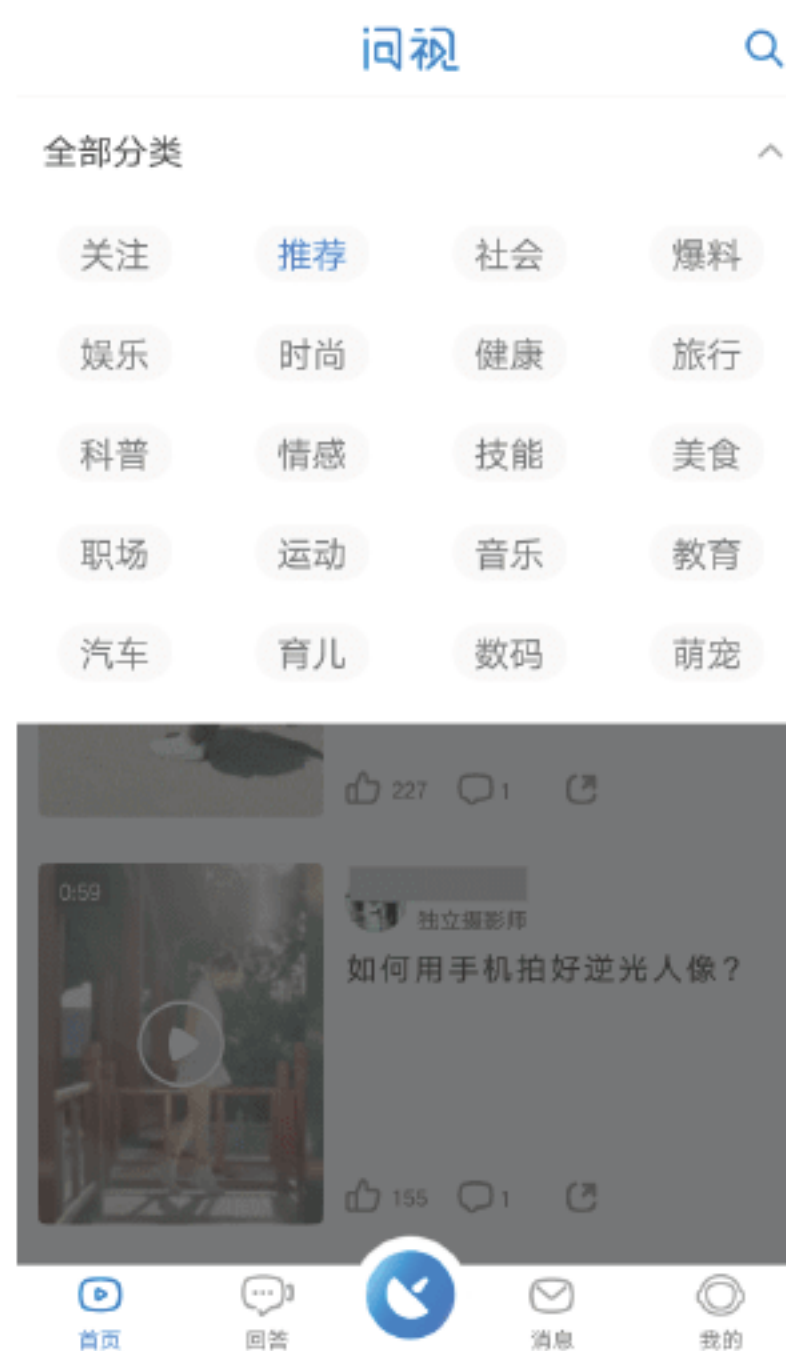 问视
全部分类
关注 推荐 社会 爆料
娱乐 时尚 健康 旅行
科普 情感 技能 美食
职场 运动 音乐 教育
汽车 育儿 数码 萌宠
227 1
0:59
独立摄影师
如何用手机拍好逆光人像？
155 1
首页 回答 消息 我的